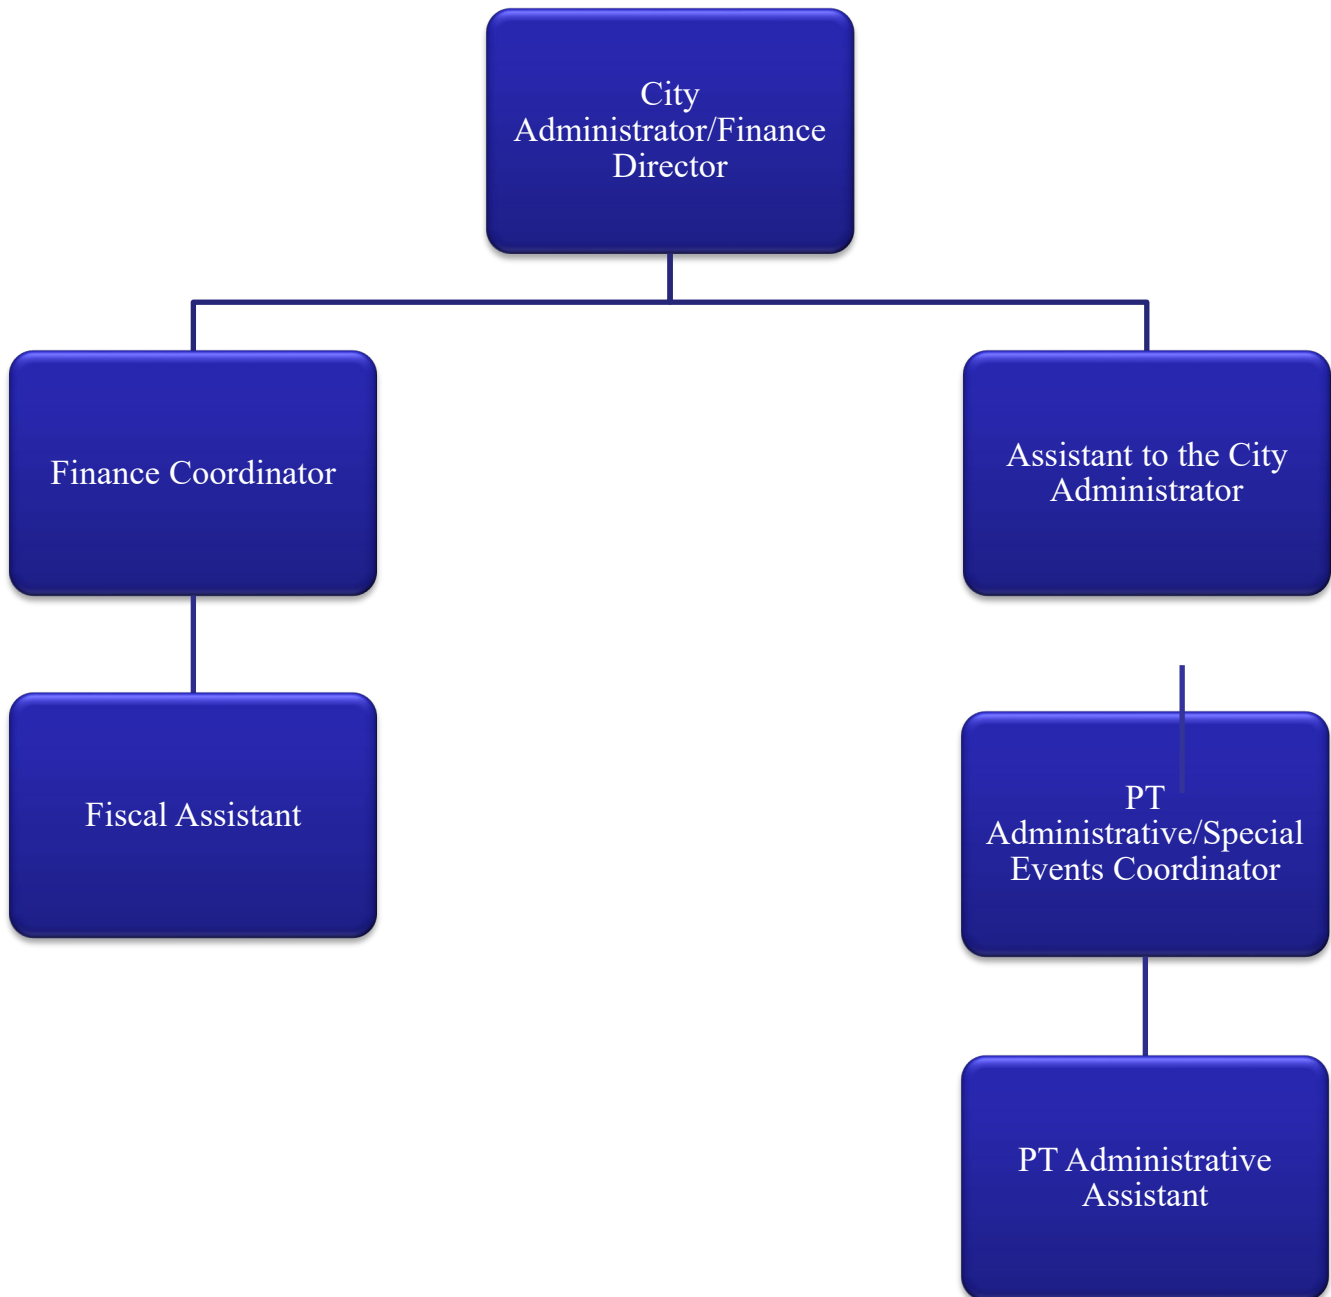 City
Administrator/Finance
Director
Finance Coordinator
Assistant to the City
Administrator
Fiscal Assistant
PT
Administrative/Special
Events Coordinator
PT Administrative
Assistant